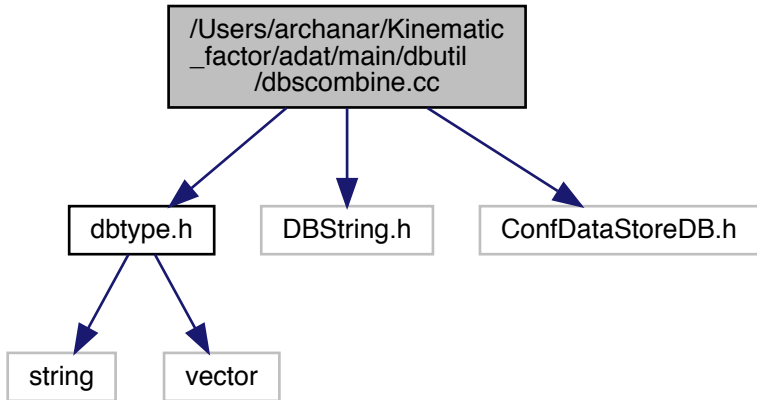 /Users/archanar/Kinematic
_factor/adat/main/dbutil
/dbscombine.cc
dbtype.h
DBString.h
ConfDataStoreDB.h
string
vector